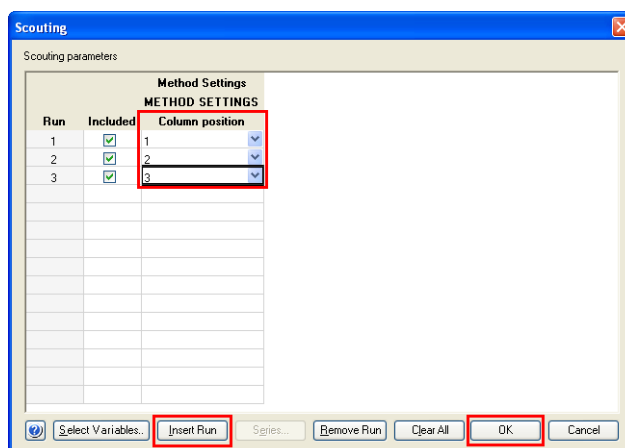 Scouting
Scouting parameters
Method Settings
METHOD SETTINGS
Run Included Column position
1 1
2 2
3 3
Select Variables.. Insert Run Series... Remove Run Clear All OK Cancel